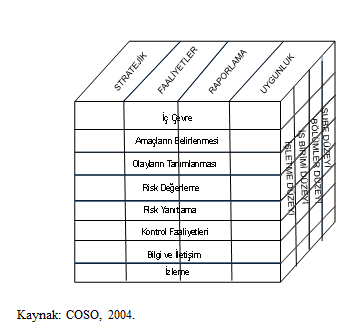 STRATEJİK
FAALİYETLER
RAPORLAMA
UYGUNLUK
İç Çevre
Amaçların Belirlenmesi
Olayların Tanımlanması
Risk Değerleme
Risk Yanıtlama
Kontrol Faaliyetleri
Bilgi ve İletişim
İzleme
İŞLETME DÜZEYİ
İŞ BİRİMİ DÜZEYİ
BÖLÜMLER DÜZEYİ
ŞUBE DÜZEYİ
Kaynak: COSO, 2004.